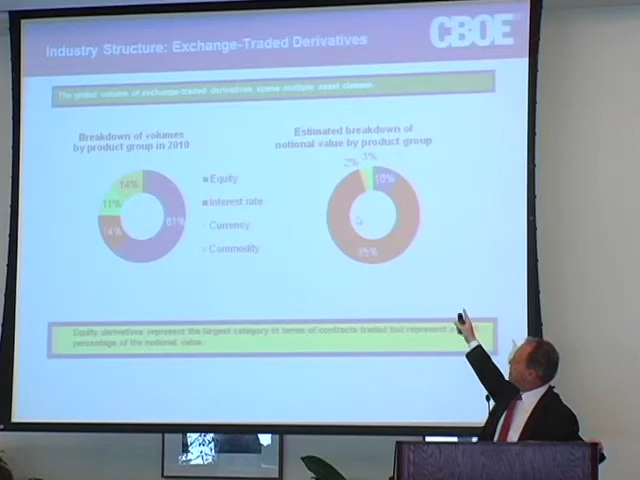 CBOE
Industry Structure: Exchange-Traded Derivatives
The global volume of exchange-traded derivatives spans multiple asset classes.
Breakdown of volumes
by product group in 2010
14%
11%
14%
61%
Equity
Interest rate
Currency
Commodity
Estimated breakdown of
notional value by product group
2%
3%
10%
85%
Equity derivatives represent the largest category in terms of contracts traded but represent
percentage of the notional value.